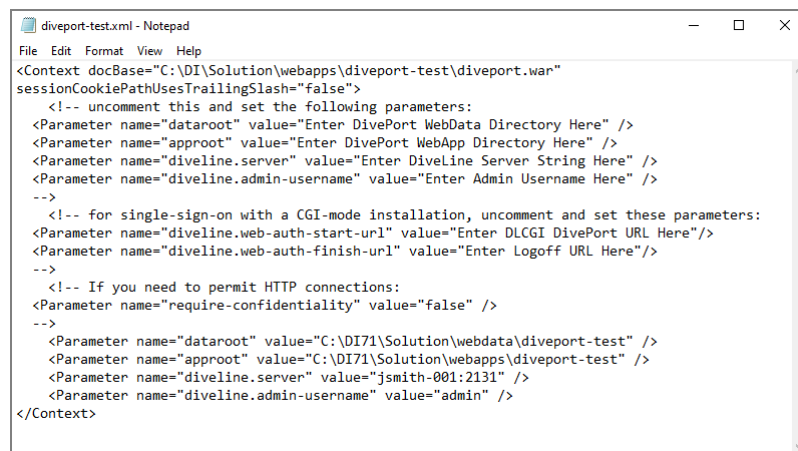 diveport-test.xml - Notepad
File Edit Format View Help
<Context docBase="C:\DI\Solution\webapps\diveport-test\diveport.war"
sessionCookiePathUsesTrailingSlash="false">
    <!-- uncomment this and set the following parameters:
  <Parameter name="dataroot" value="Enter DivePort WebData Directory Here" />
  <Parameter name="approot" value="Enter DivePort WebApp Directory Here" />
  <Parameter name="diveline.server" value="Enter DiveLine Server String Here" />
  <Parameter name="diveline.admin-username" value="Enter Admin Username Here" />
  -->
    <!-- for single-sign-on with a CGI-mode installation, uncomment and set these parameters:
  <Parameter name="diveline.web-auth-start-url" value="Enter DLCGI DivePort URL Here"/>
  <Parameter name="diveline.web-auth-finish-url" value="Enter Logoff URL Here"/>
  -->
    <!-- If you need to permit HTTP connections:
  <Parameter name="require-confidentiality" value="false" />
  -->
    <Parameter name="dataroot" value="C:\DI71\Solution\webdata\diveport-test" />
    <Parameter name="approot" value="C:\DI71\Solution\webapps\diveport-test" />
    <Parameter name="diveline.server" value="jsmith-001:2131" />
    <Parameter name="diveline.admin-username" value="admin" />
</Context>